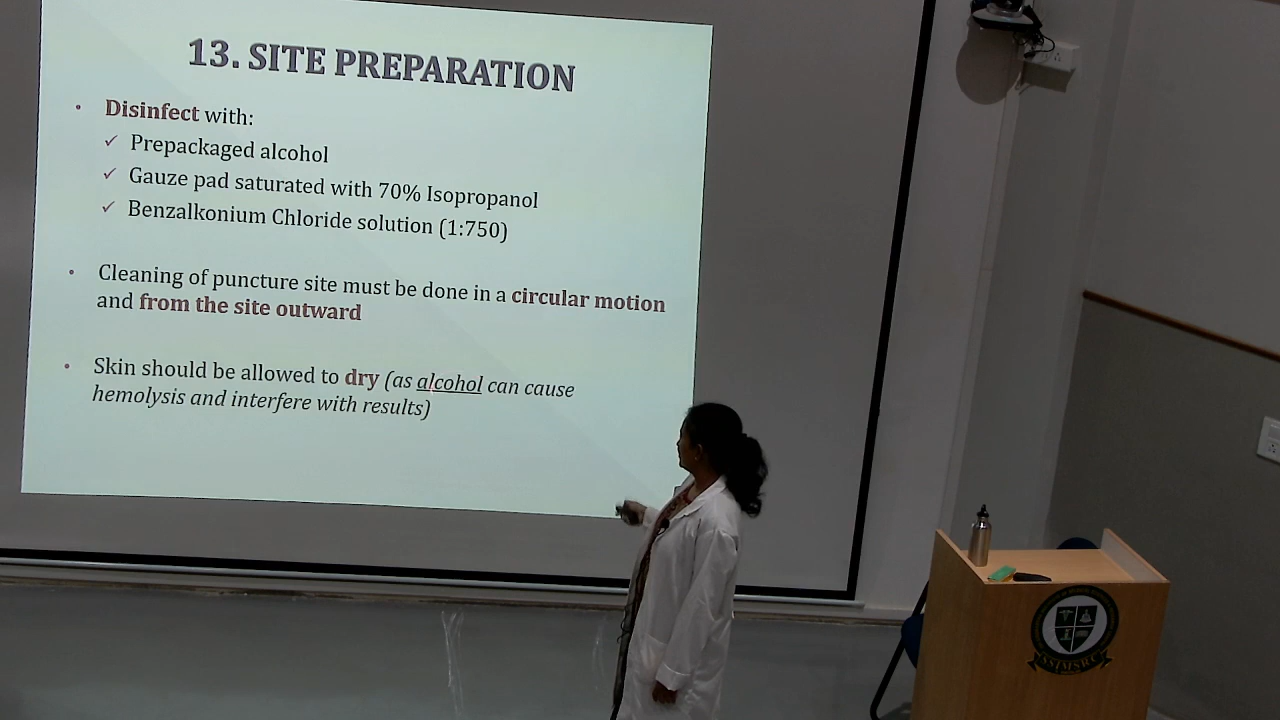 13. SITE PREPARATION
• Disinfect with:
✓ Prepackaged alcohol
✓ Gauze pad saturated with 70% Isopropanol
✓ Benzalkonium Chloride solution (1:750)
• Cleaning of puncture site must be done in a circular motion
and from the site outward
• Skin should be allowed to dry (as alcohol can cause
hemolysis and interfere with results)
SSIMSRC